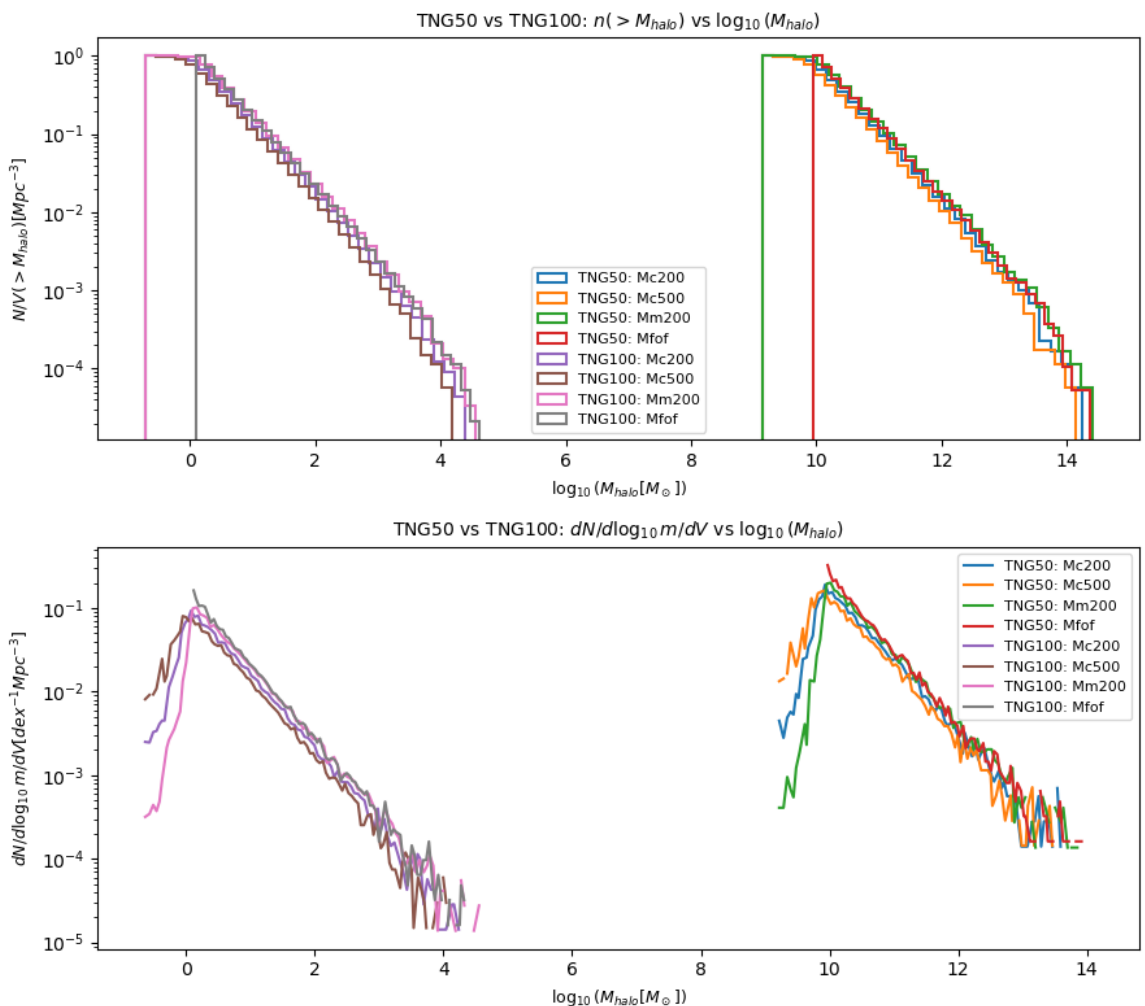 TNG50 vs TNG100: n( > M_halo) vs log₁₀ (M_halo)
10⁰
10⁻¹
10⁻²
10⁻³
10⁻⁴
N/V( > M_halo)[Mpc⁻³]
TNG50: Mc200
TNG50: Mc500
TNG50: Mm200
TNG50: Mfof
TNG100: Mc200
TNG100: Mc500
TNG100: Mm200
TNG100: Mfof
0 2 4 6 8 10 12 14
log₁₀ (M_halo[M_⊙])
TNG50 vs TNG100: dN/dlog₁₀ m/dV vs log₁₀ (M_halo)
10⁻¹
10⁻²
10⁻³
10⁻⁴
10⁻⁵
dN/dlog₁₀ m/dV[dex⁻¹Mpc⁻³]
TNG50: Mc200
TNG50: Mc500
TNG50: Mm200
TNG50: Mfof
TNG100: Mc200
TNG100: Mc500
TNG100: Mm200
TNG100: Mfof
0 2 4 6 8 10 12 14
log₁₀ (M_halo[M_⊙])